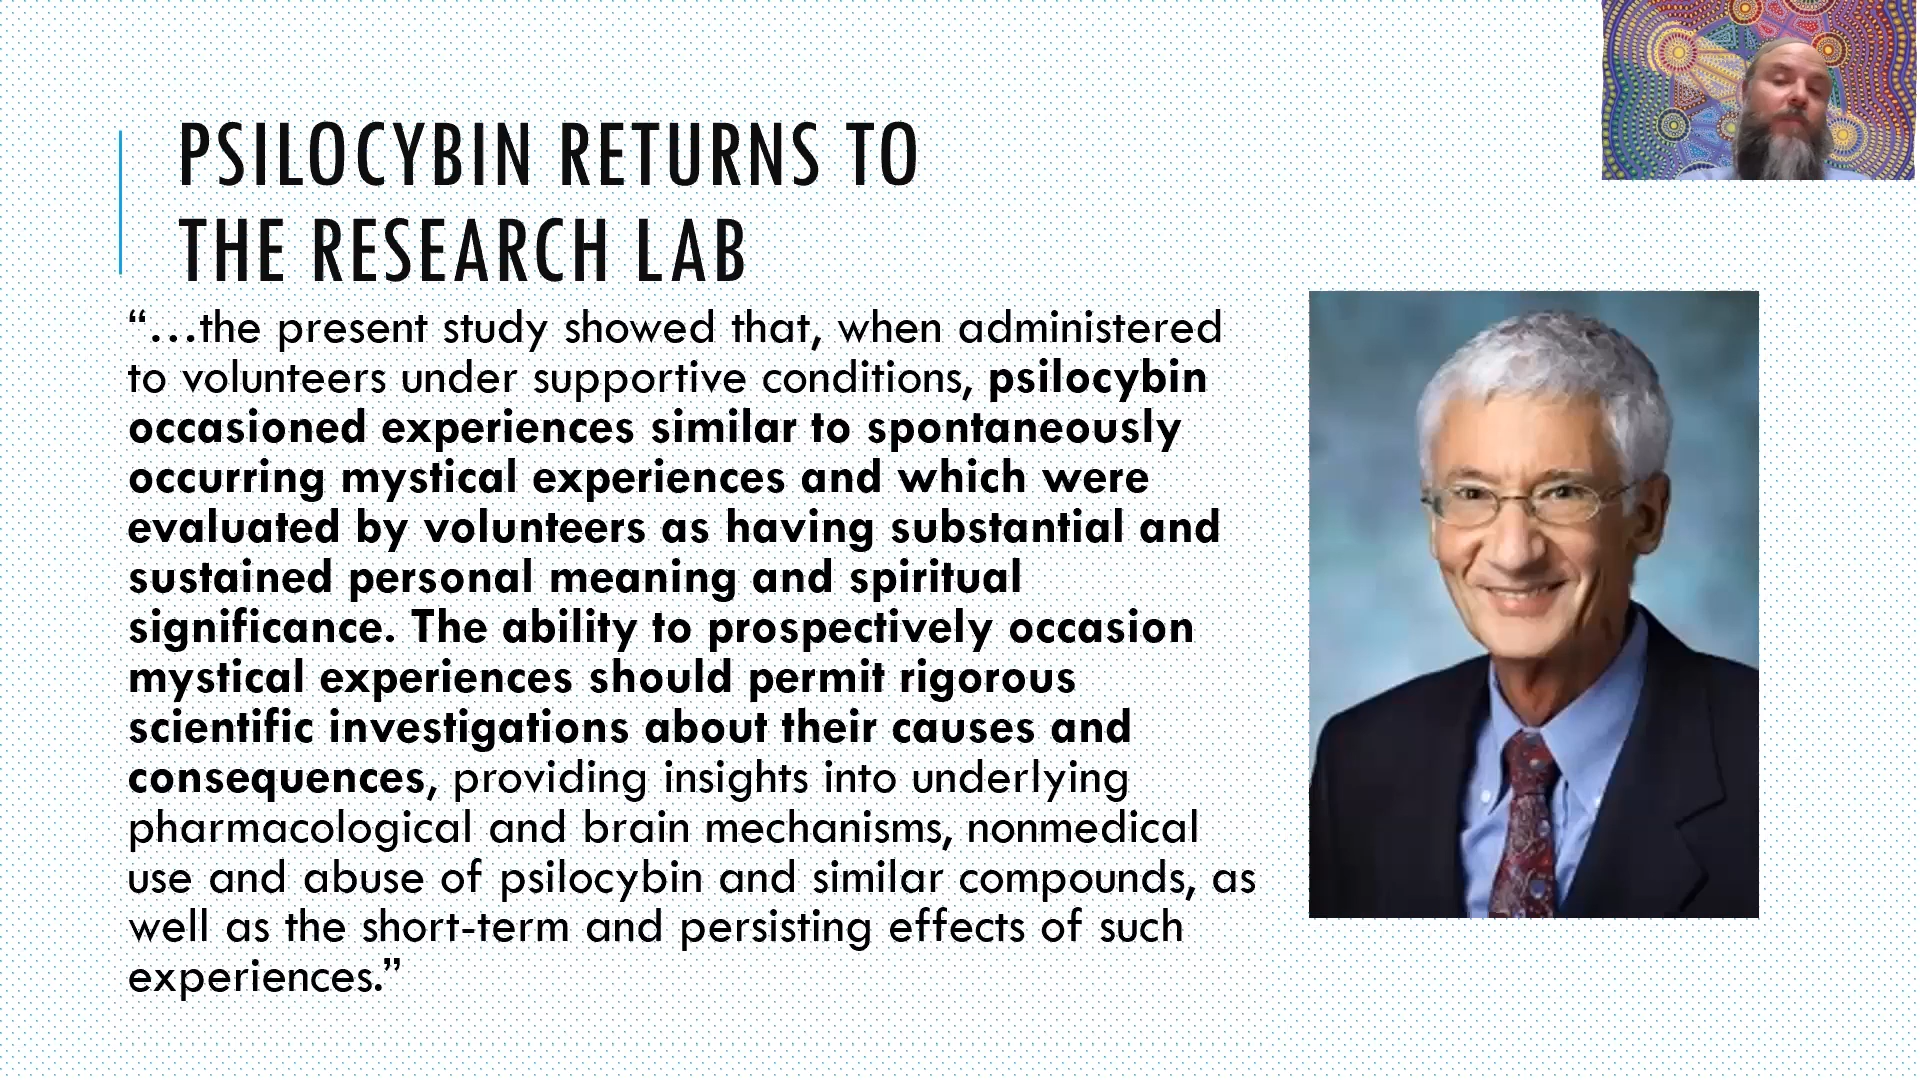 PSILOCYBIN RETURNS TO
THE RESEARCH LAB
“…the present study showed that, when administered
to volunteers under supportive conditions, psilocybin
occasioned experiences similar to spontaneously
occurring mystical experiences and which were
evaluated by volunteers as having substantial and
sustained personal meaning and spiritual
significance. The ability to prospectively occasion
mystical experiences should permit rigorous
scientific investigations about their causes and
consequences, providing insights into underlying
pharmacological and brain mechanisms, nonmedical
use and abuse of psilocybin and similar compounds, as
well as the short-term and persisting effects of such
experiences.”